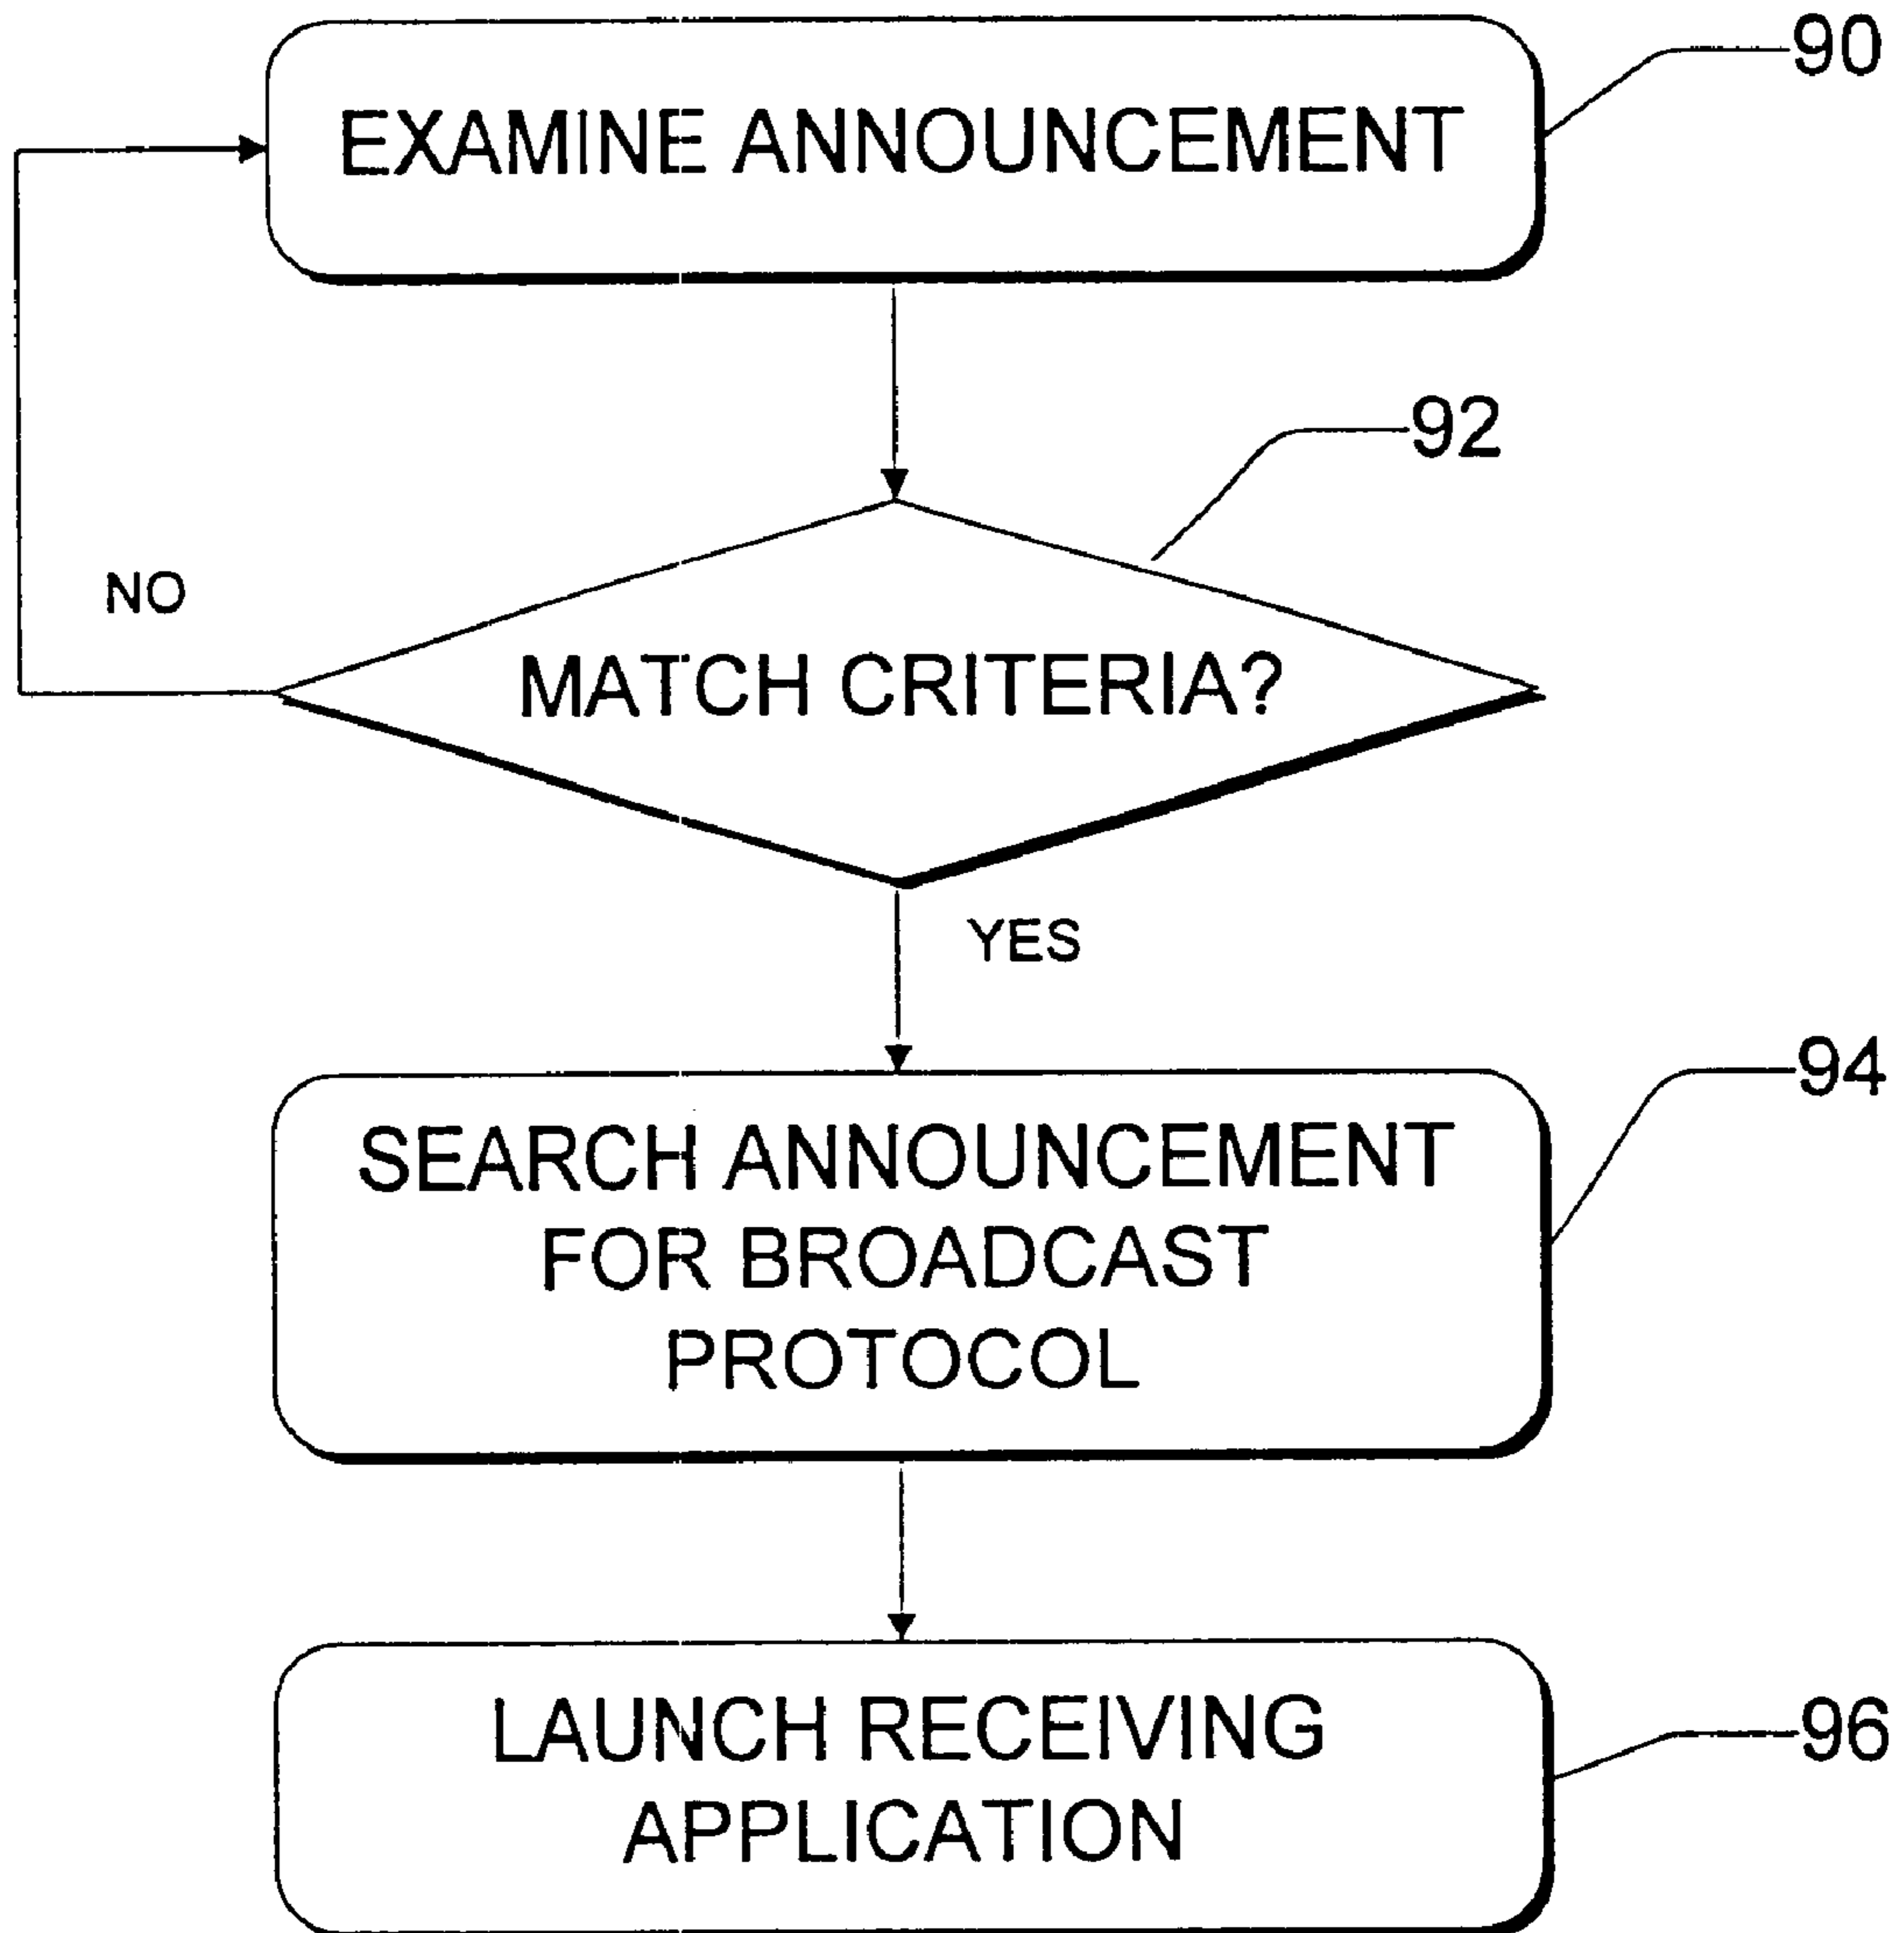 90
EXAMINE ANNOUNCEMENT
92
NO
MATCH CRITERIA?
YES
94
SEARCH ANNOUNCEMENT
FOR BROADCAST
PROTOCOL
96
LAUNCH RECEIVING
APPLICATION